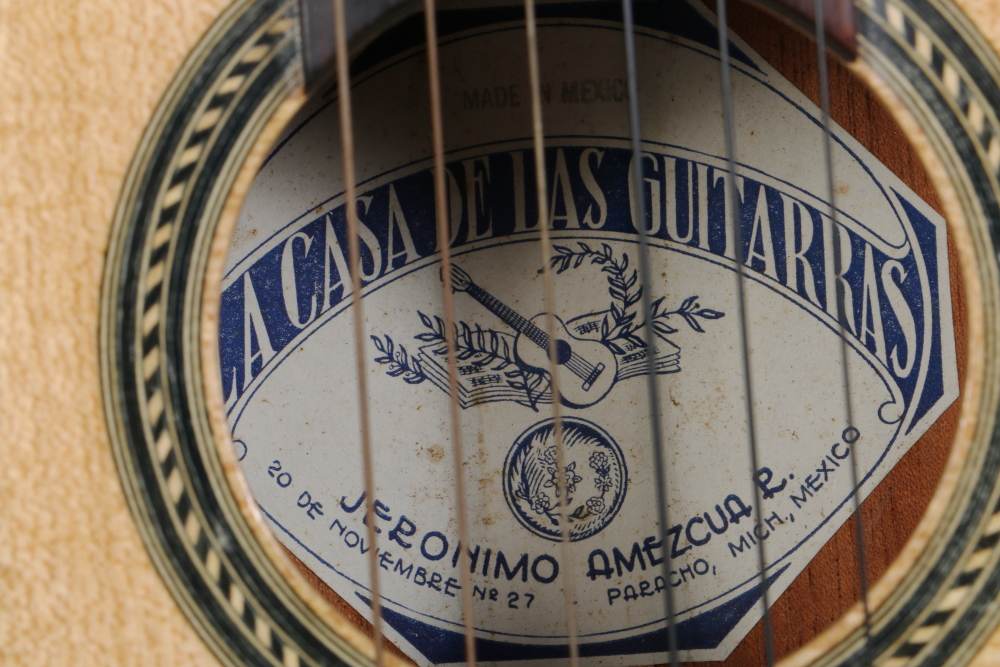 MADE IN MEXICO
LA CASA DE LAS GUITARRAS
JERONIMO AMEZCUA R.
20 DE NOVIEMBRE Nº 27 PARACHO, MICH., MEXICO